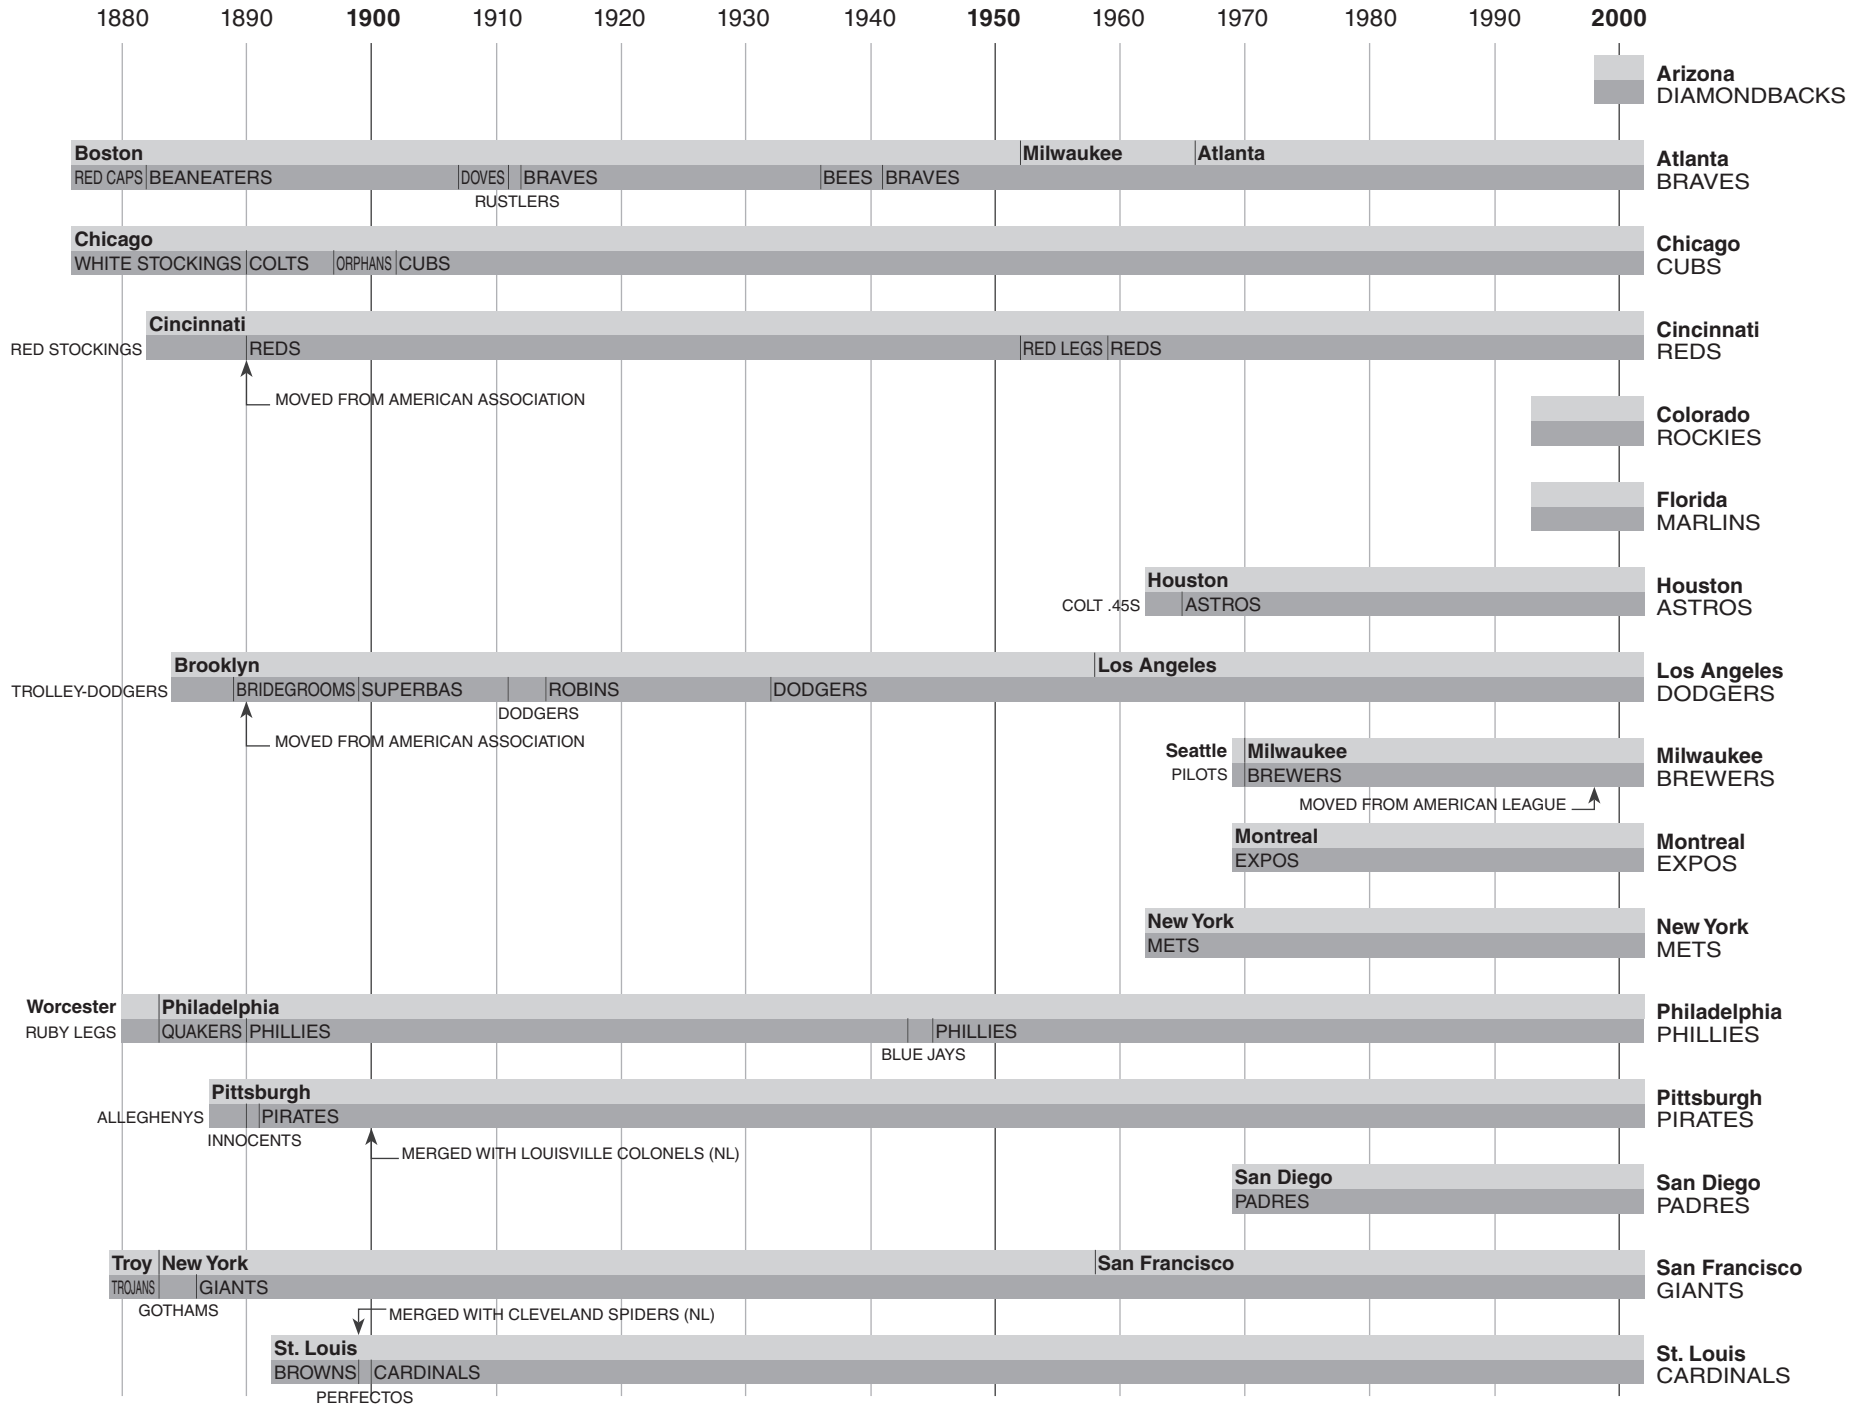 1880 1890 1900 1910 1920 1930 1940 1950 1960 1970 1980 1990 2000
Arizona
DIAMONDBACKS
Boston Milwaukee Atlanta
RED CAPS BEANEATERS DOVES BRAVES BEES BRAVES
RUSTLERS
Atlanta
BRAVES
Chicago
WHITE STOCKINGS COLTS ORPHANS CUBS
Chicago
CUBS
Cincinnati
RED STOCKINGS REDS RED LEGS REDS
MOVED FROM AMERICAN ASSOCIATION
Cincinnati
REDS
Colorado
ROCKIES
Florida
MARLINS
Houston
COLT .45S ASTROS
Houston
ASTROS
Brooklyn Los Angeles
TROLLEY-DODGERS BRIDEGROOMS SUPERBAS ROBINS DODGERS
DODGERS
MOVED FROM AMERICAN ASSOCIATION
Los Angeles
DODGERS
Seattle Milwaukee
PILOTS BREWERS
MOVED FROM AMERICAN LEAGUE
Milwaukee
BREWERS
Montreal
EXPOS
Montreal
EXPOS
New York
METS
New York
METS
Worcester Philadelphia
RUBY LEGS QUAKERS PHILLIES PHILLIES
BLUE JAYS
Philadelphia
PHILLIES
Pittsburgh
ALLEGHENYS PIRATES
INNOCENTS
MERGED WITH LOUISVILLE COLONELS (NL)
Pittsburgh
PIRATES
San Diego
PADRES
San Diego
PADRES
Troy New York San Francisco
TROJANS GIANTS
GOTHAMS
San Francisco
GIANTS
MERGED WITH CLEVELAND SPIDERS (NL)
St. Louis
BROWNS CARDINALS
PERFECTOS
St. Louis
CARDINALS